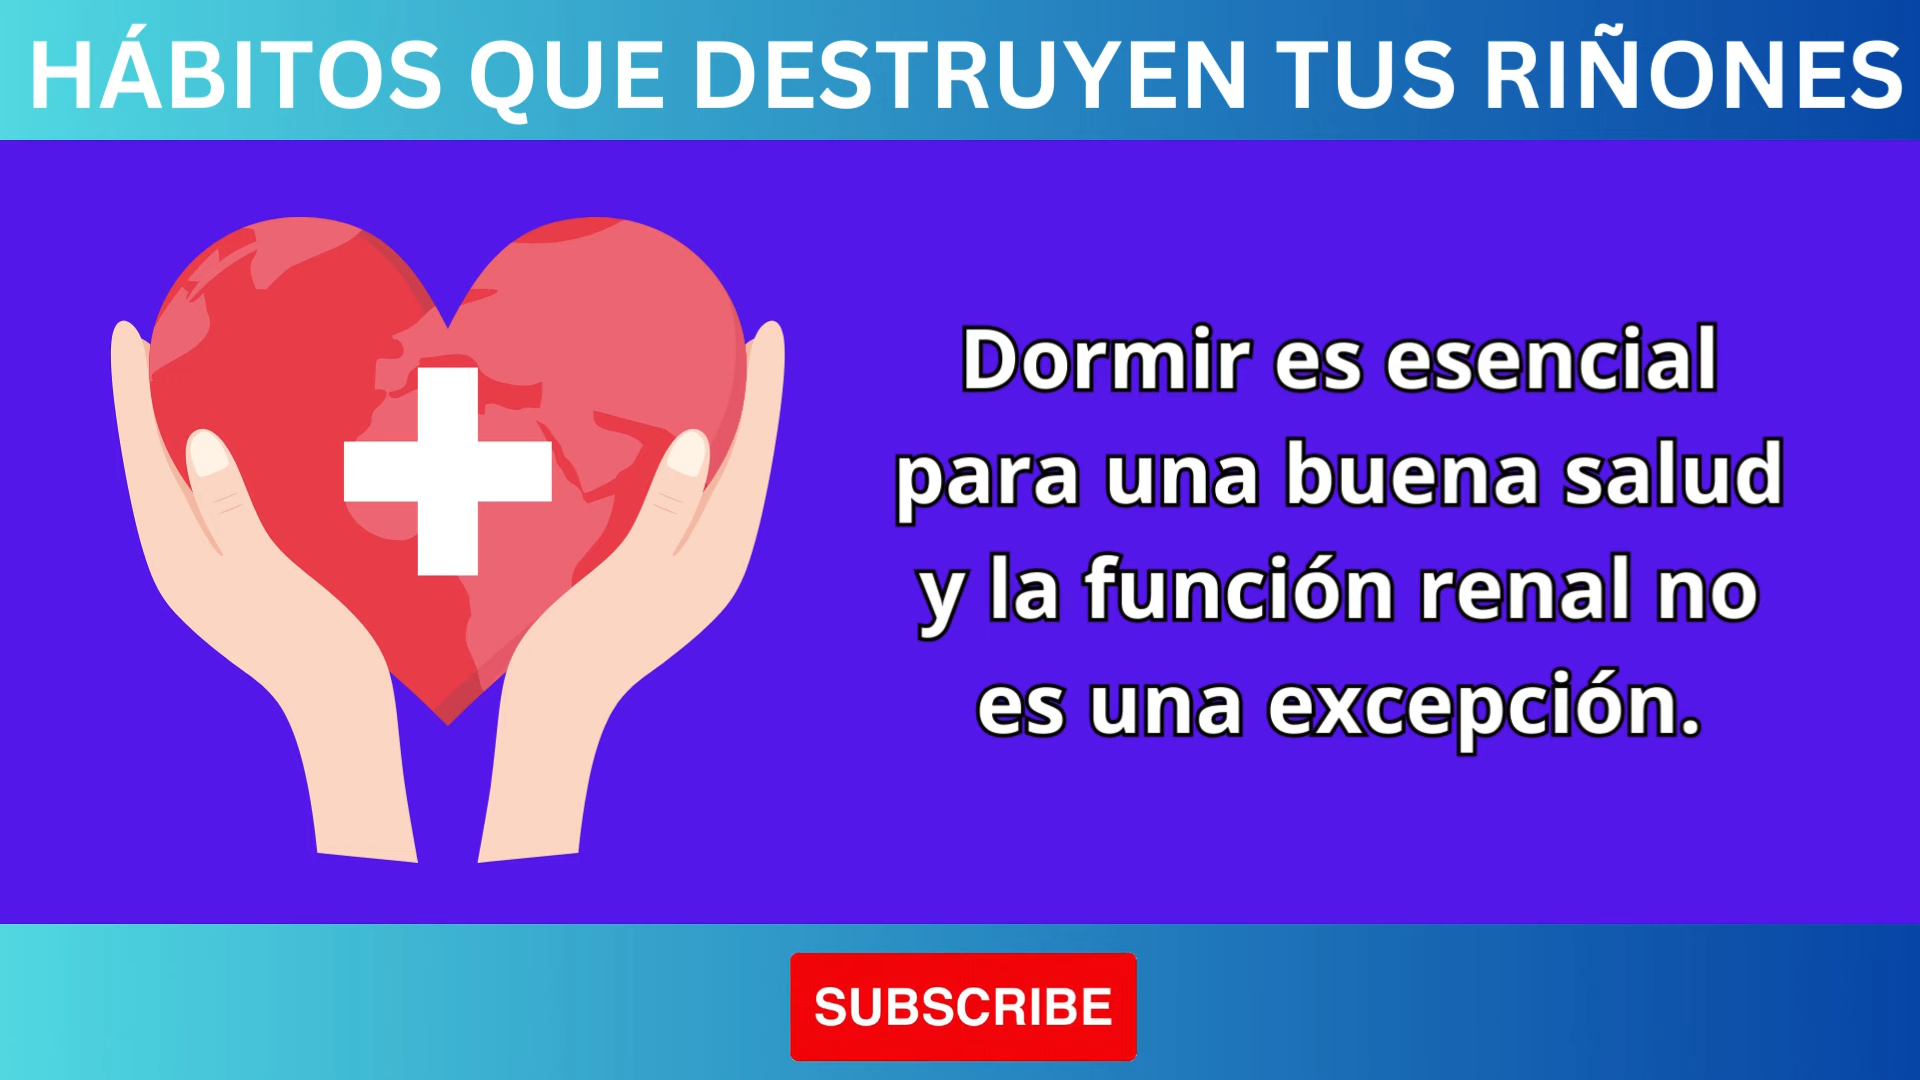 HÁBITOS QUE DESTRUYEN TUS RIÑONES
Dormir es esencial
para una buena salud
y la función renal no
es una excepción.
SUBSCRIBE